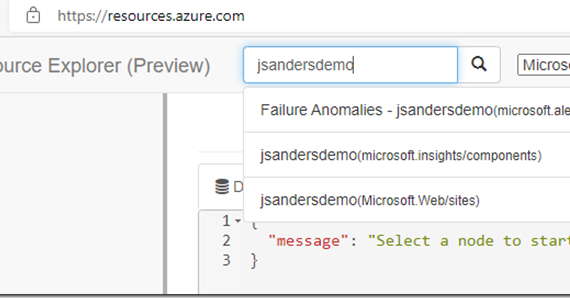 https://resources.azure.com
ource Explorer (Preview)
jsandersdemo
Microso
Failure Anomalies - jsandersdemo(microsoft.ale
jsandersdemo(microsoft.insights/components)
jsandersdemo(Microsoft.Web/sites)
D
1 {
2 "message": "Select a node to start
3 }